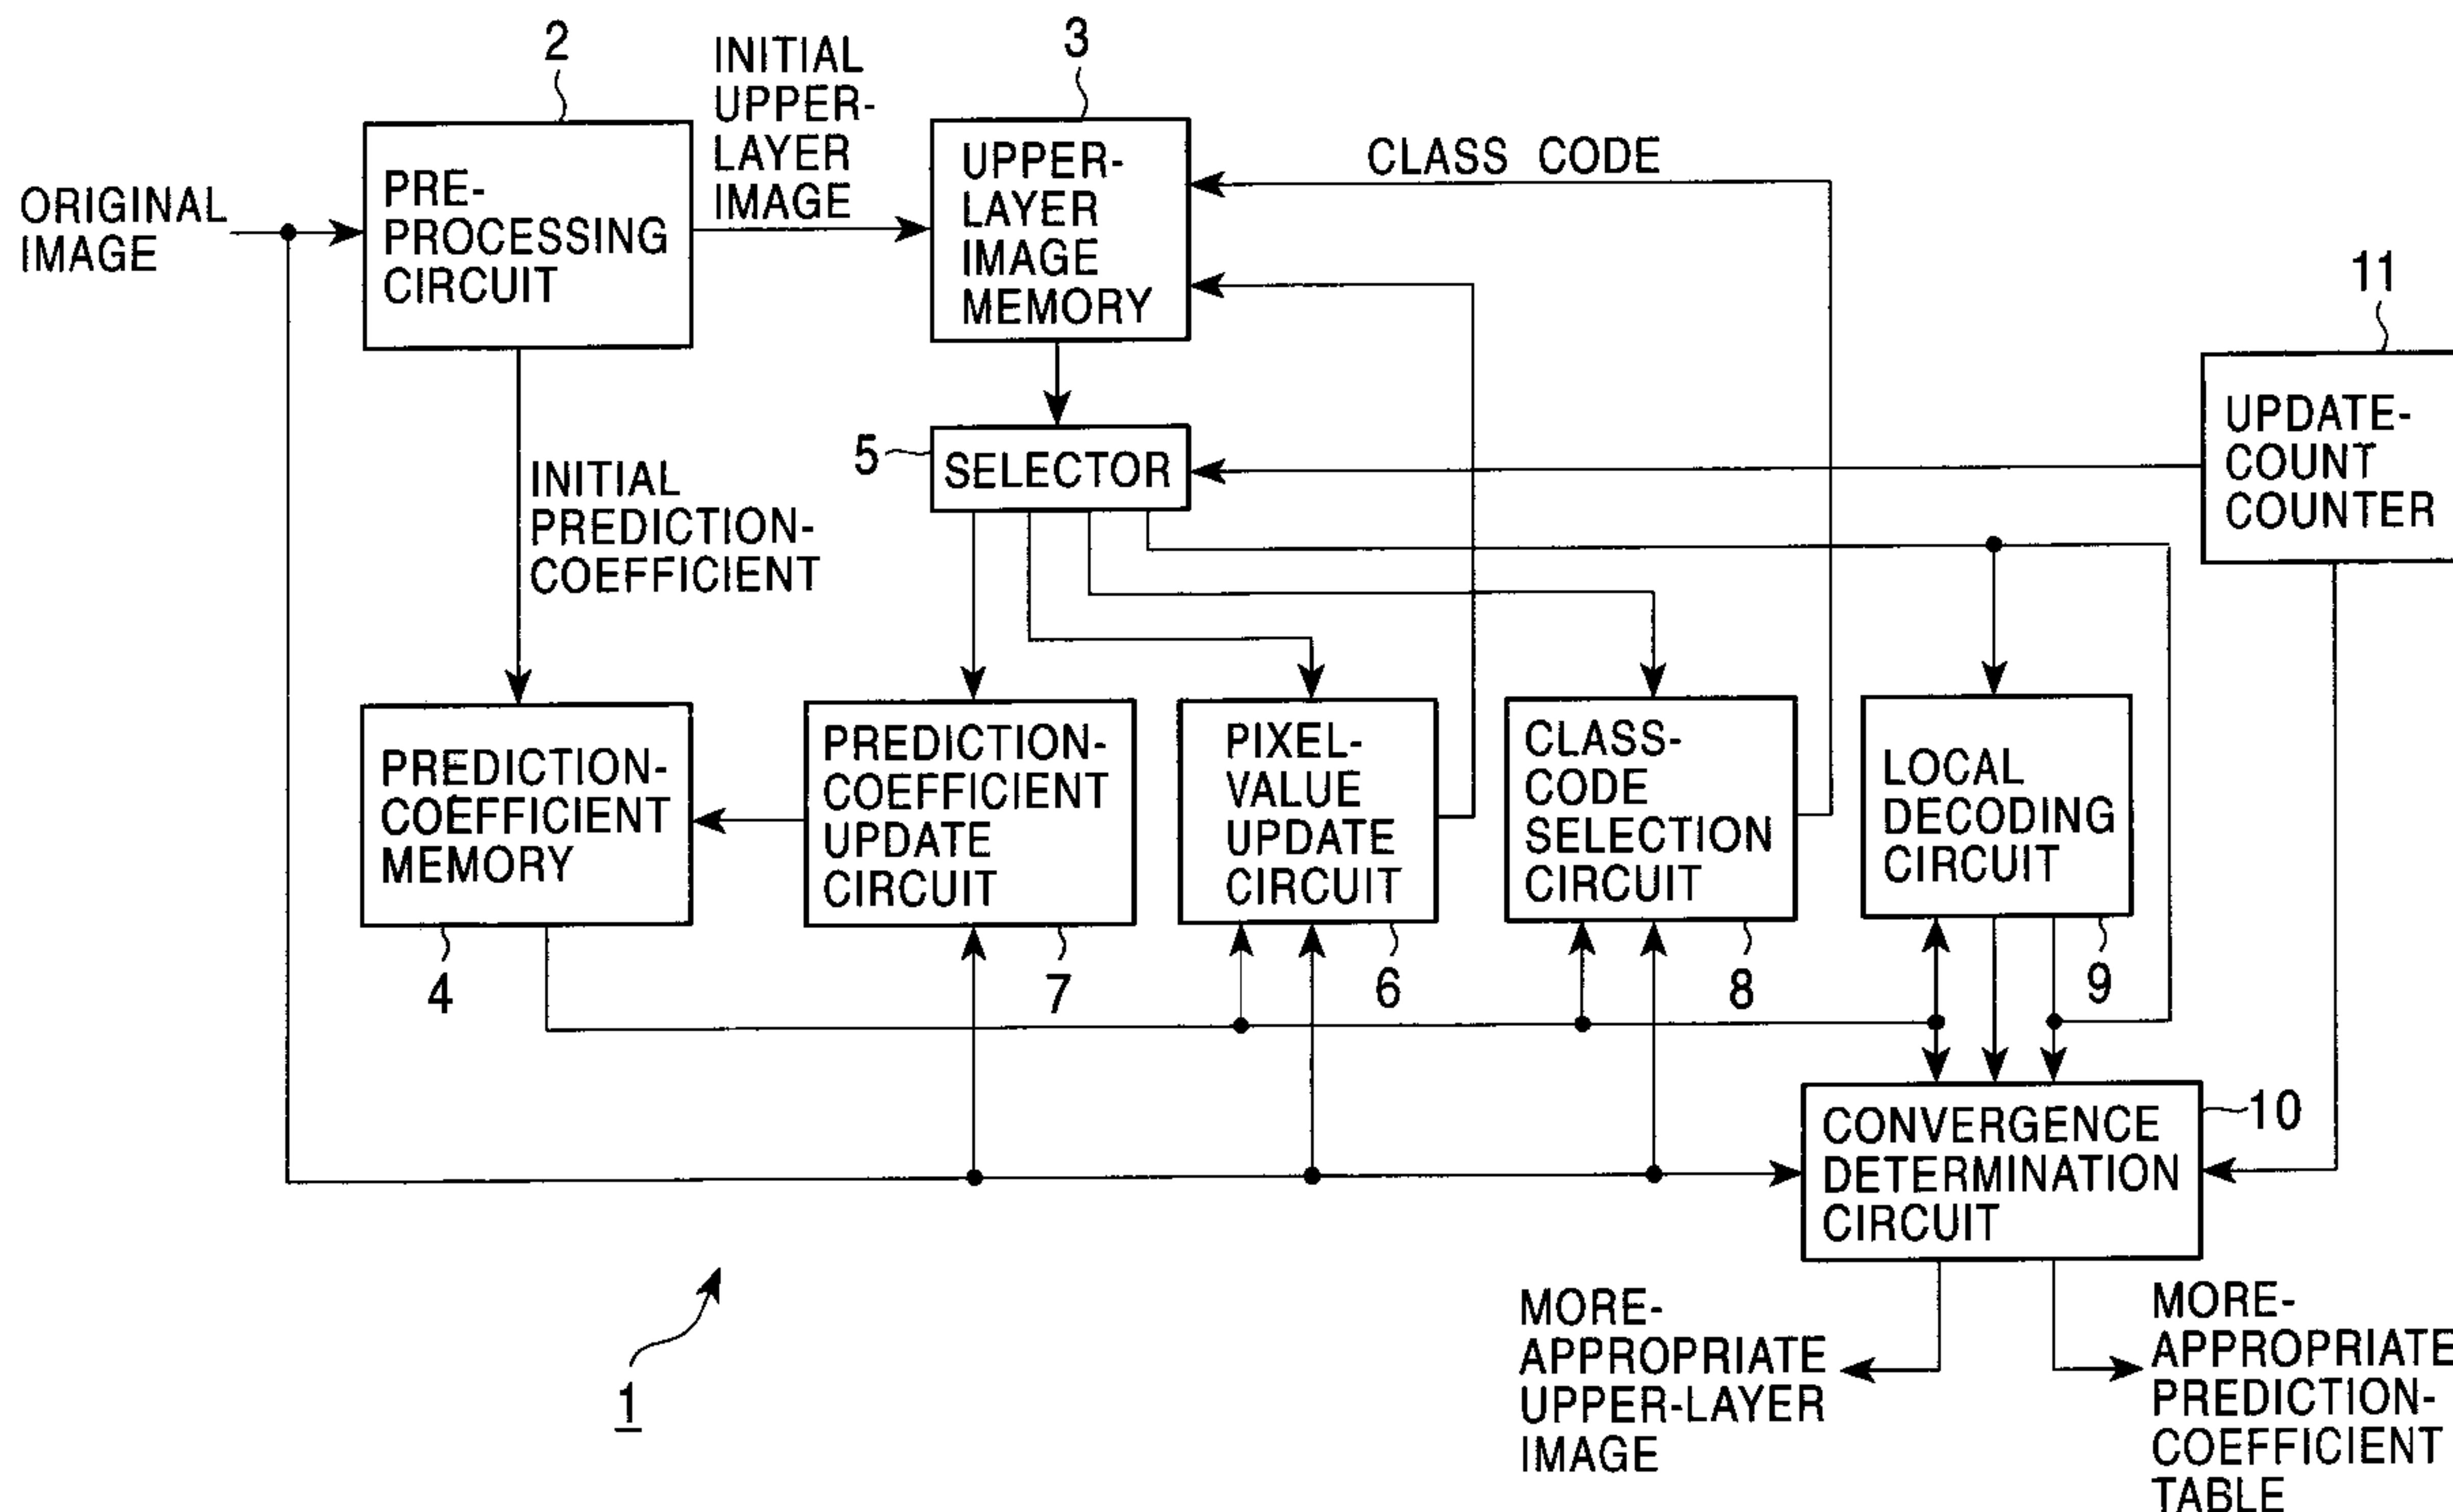 2
INITIAL
UPPER-
LAYER
IMAGE
3
CLASS CODE
ORIGINAL
IMAGE
PRE-
PROCESSING
CIRCUIT
UPPER-
LAYER
IMAGE
MEMORY
11
UPDATE-
COUNT
COUNTER
5
SELECTOR
INITIAL
PREDICTION-
COEFFICIENT
PREDICTION-
COEFFICIENT
MEMORY
4
PREDICTION-
COEFFICIENT
UPDATE
CIRCUIT
7
PIXEL-
VALUE
UPDATE
CIRCUIT
6
CLASS-
CODE
SELECTION
CIRCUIT
8
LOCAL
DECODING
CIRCUIT
9
CONVERGENCE
DETERMINATION
CIRCUIT
10
1
MORE-
APPROPRIATE
UPPER-LAYER
IMAGE
MORE-
APPROPRIATE
PREDICTION-
COEFFICIENT
TABLE